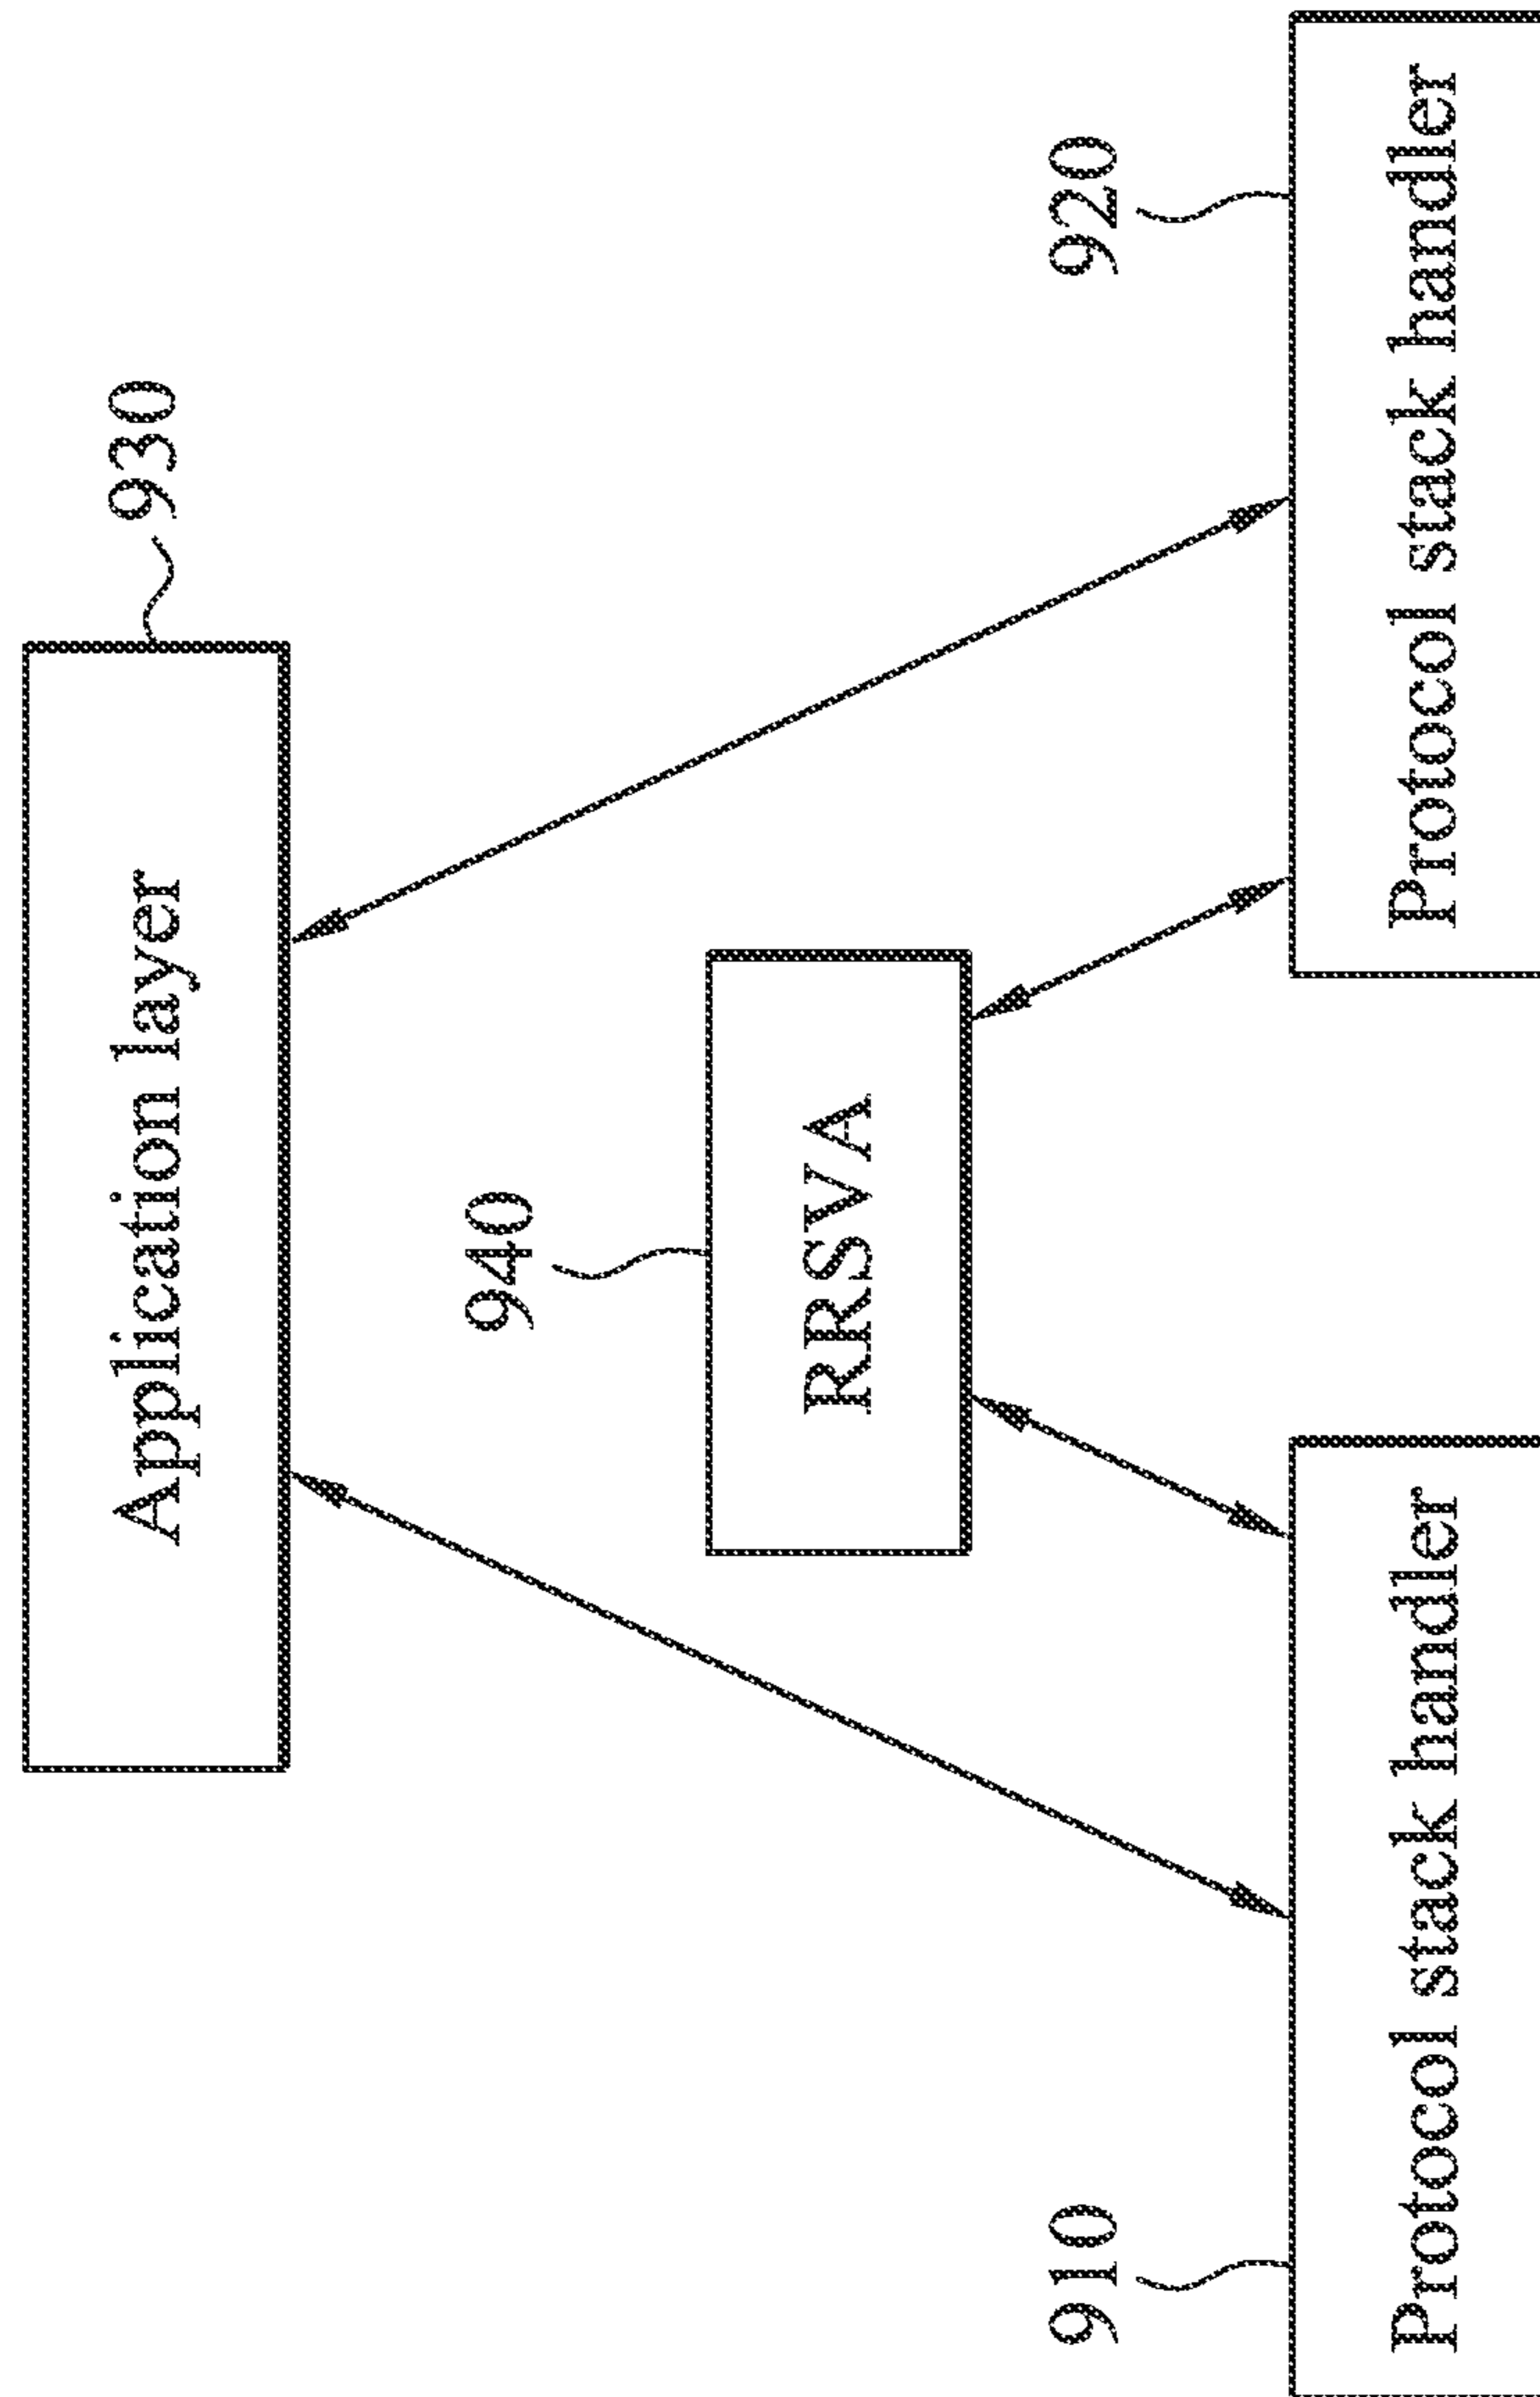 Application layer
930
940
RRSVA
910
920
Protocol stack handler
Protocol stack handler